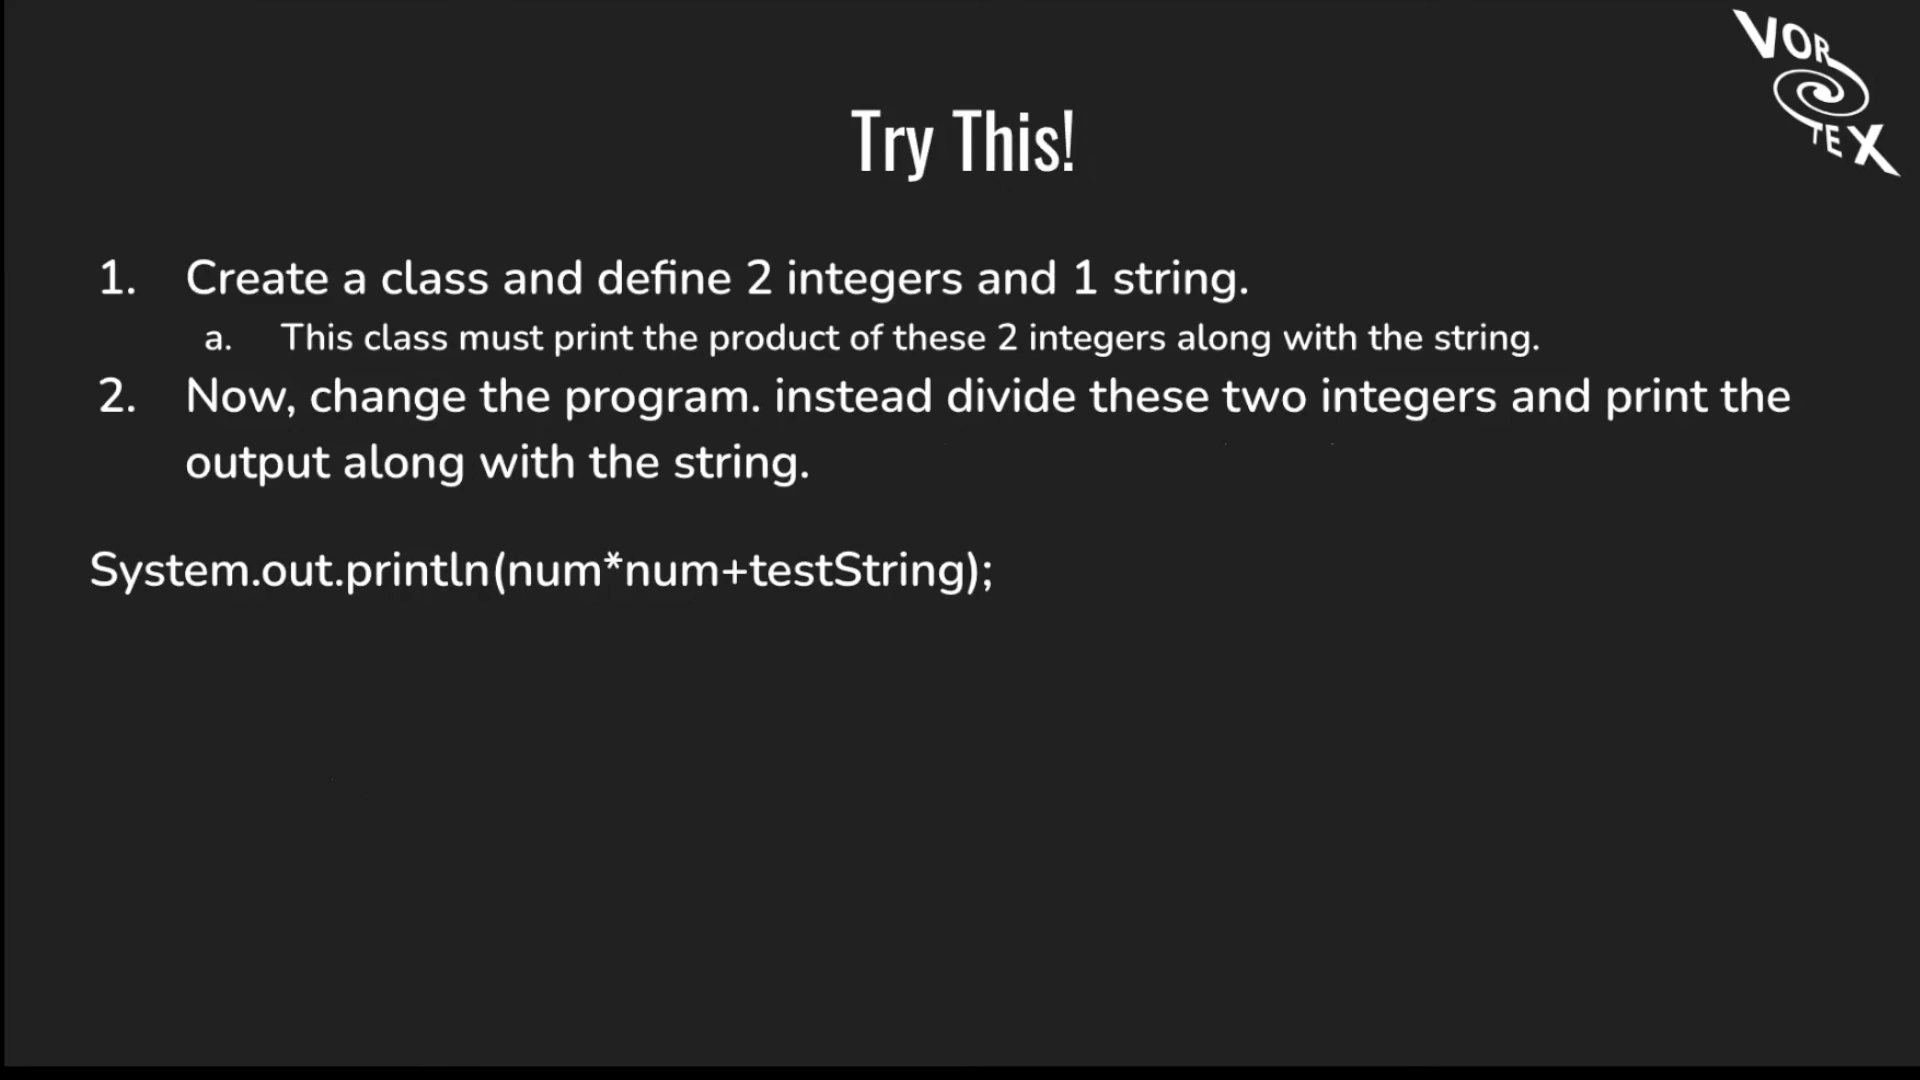 VOR
TEX
Try This!
1. Create a class and define 2 integers and 1 string.
a. This class must print the product of these 2 integers along with the string.
2. Now, change the program. instead divide these two integers and print the
output along with the string.
System.out.println(num*num+testString);